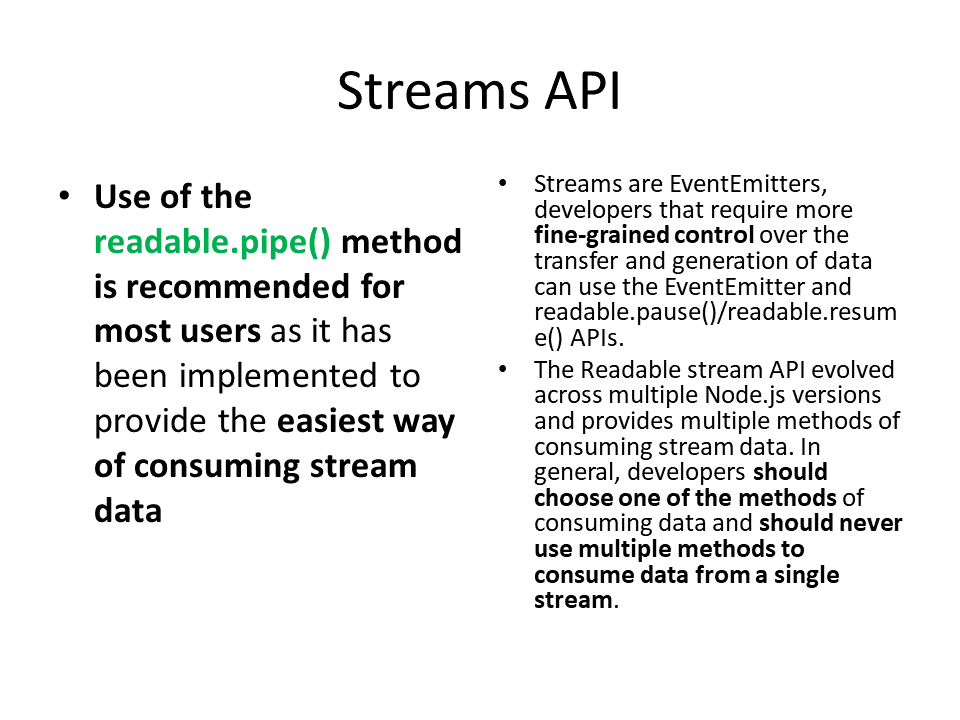 Streams API
• Use of the
readable.pipe() method
is recommended for
most users as it has
been implemented to
provide the easiest way
of consuming stream
data
• Streams are EventEmitters,
developers that require more
fine-grained control over the
transfer and generation of data
can use the EventEmitter and
readable.pause()/readable.resum
e() APIs.
• The Readable stream API evolved
across multiple Node.js versions
and provides multiple methods of
consuming stream data. In
general, developers should
choose one of the methods of
consuming data and should never
use multiple methods to
consume data from a single
stream.